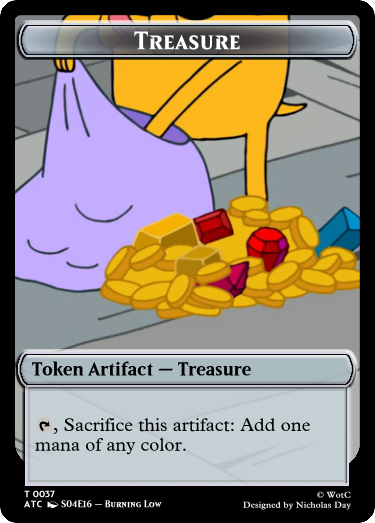 TREASURE
Token Artifact — Treasure
, Sacrifice this artifact: Add one
mana of any color.
T 0037
ATC S04E16 – BURNING LOW
© WotC
Designed by Nicholas Day